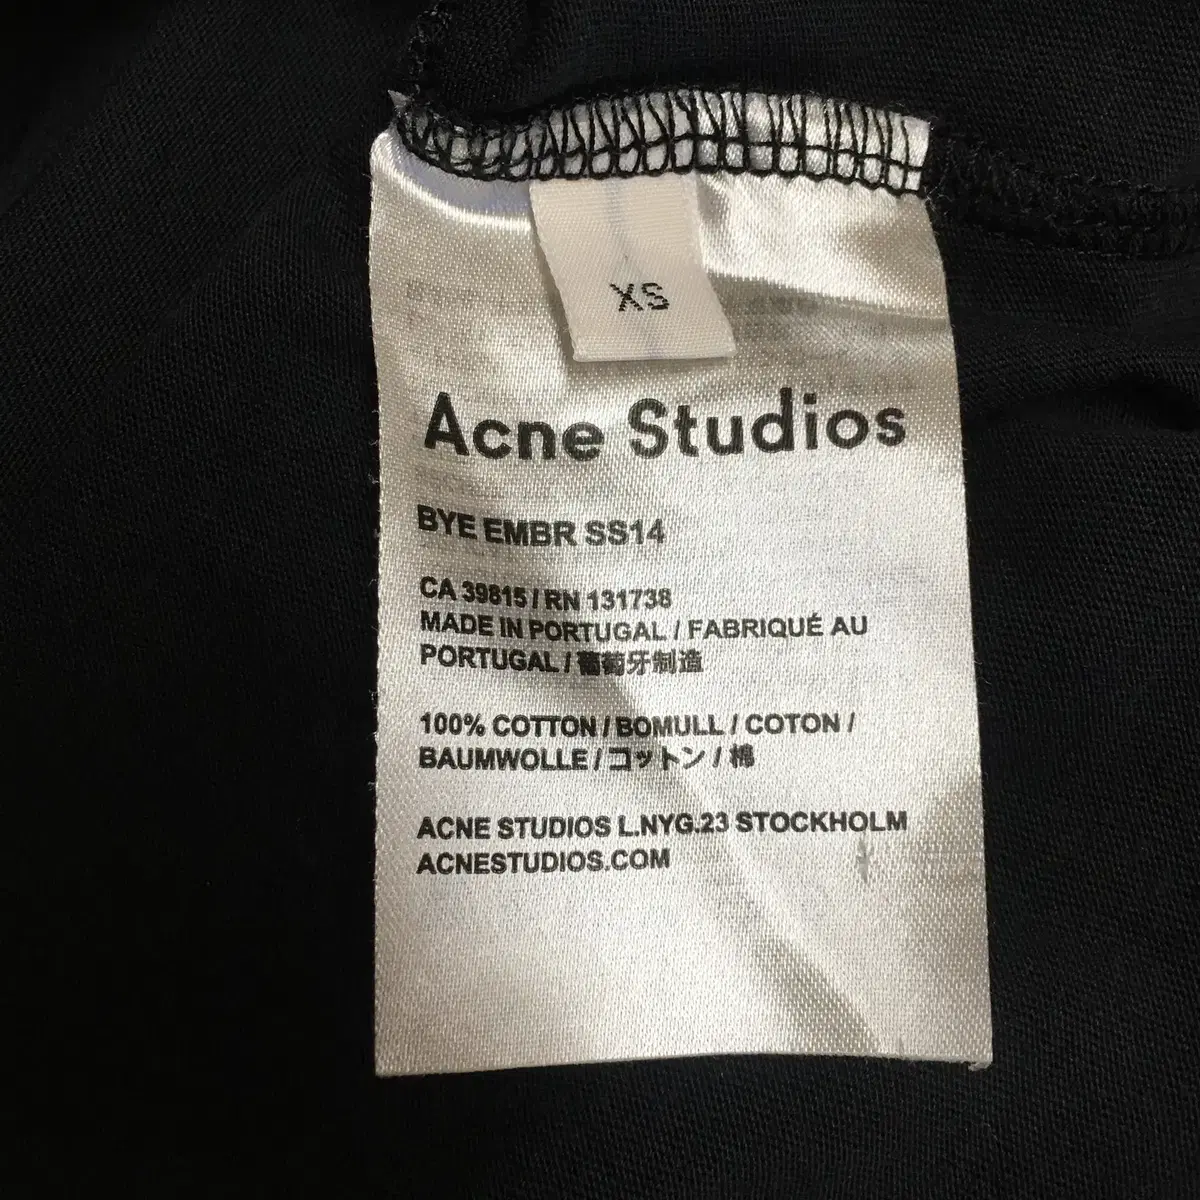 XS
Acne Studios
BYE EMBR SS14
CA 39815 / RN 131738
MADE IN PORTUGAL / FABRIQUÉ AU
PORTUGAL / 葡萄牙制造
100% COTTON / BOMULL / COTON /
BAUMWOLLE / コットン / 棉
ACNE STUDIOS L.NYG.23 STOCKHOLM
ACNESTUDIOS.COM